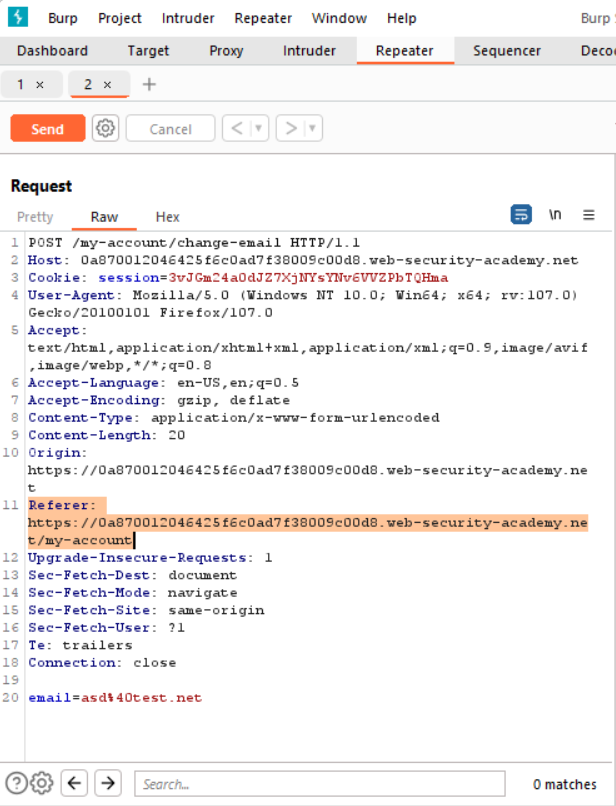 Burp Project Intruder Repeater Window Help Burp
Dashboard Target Proxy Intruder Repeater Sequencer Deco
1 × 2 × +
Send Cancel < >
Request
Pretty Raw Hex \n
1 POST /my-account/change-email HTTP/1.1
2 Host: 0a870012046425f6c0ad7f38009c00d8.web-security-academy.net
3 Cookie: session=3vJGm24a0dJZ7XjNYsYNv6VVZPbTQHma
4 User-Agent: Mozilla/5.0 (Windows NT 10.0; Win64; x64; rv:107.0)
Gecko/20100101 Firefox/107.0
5 Accept:
text/html,application/xhtml+xml,application/xml;q=0.9,image/avif
,image/webp,*/*;q=0.8
6 Accept-Language: en-US,en;q=0.5
7 Accept-Encoding: gzip, deflate
8 Content-Type: application/x-www-form-urlencoded
9 Content-Length: 20
10 Origin:
https://0a870012046425f6c0ad7f38009c00d8.web-security-academy.ne
t
11 Referer:
https://0a870012046425f6c0ad7f38009c00d8.web-security-academy.ne
t/my-account
12 Upgrade-Insecure-Requests: 1
13 Sec-Fetch-Dest: document
14 Sec-Fetch-Mode: navigate
15 Sec-Fetch-Site: same-origin
16 Sec-Fetch-User: ?1
17 Te: trailers
18 Connection: close
19
20 email=asd%40test.net
Search... 0 matches